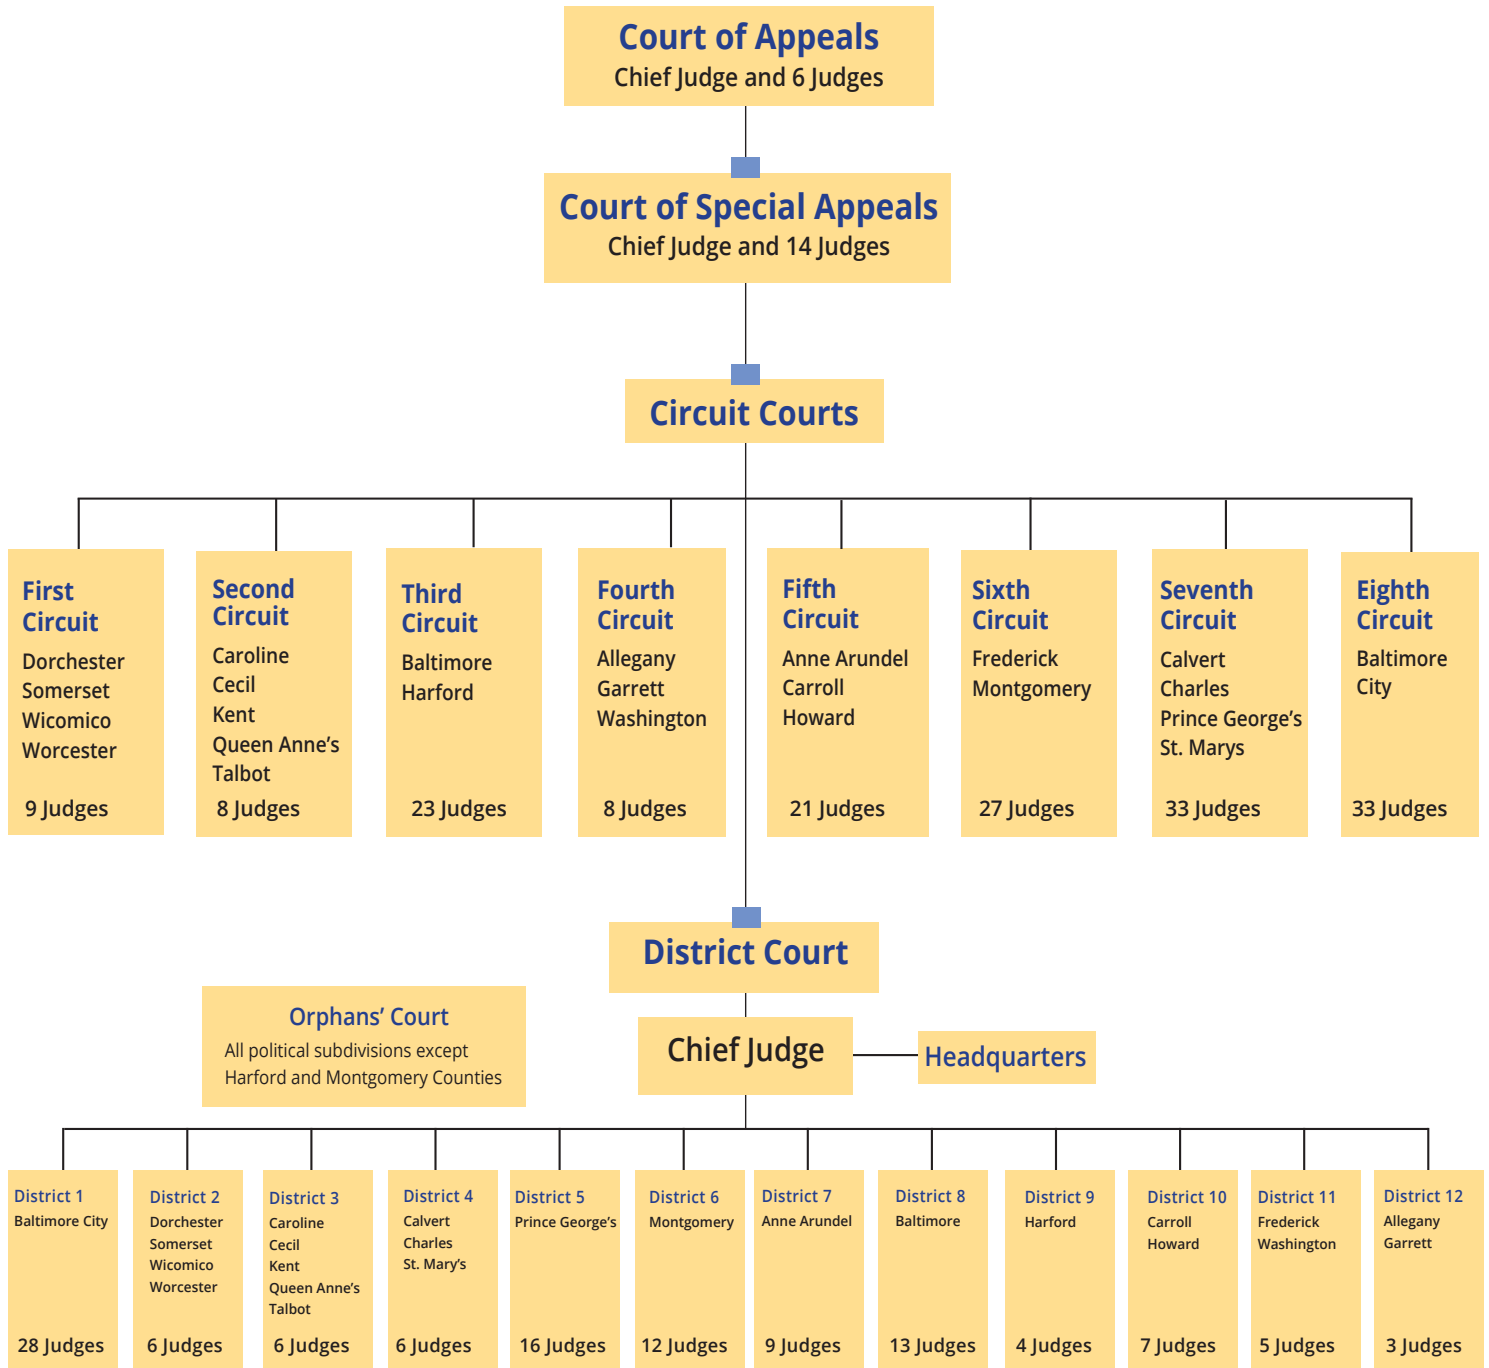 Court of Appeals
Chief Judge and 6 Judges
Court of Special Appeals
Chief Judge and 14 Judges
Circuit Courts
First
Circuit
Dorchester
Somerset
Wicomico
Worcester
9 Judges
Second
Circuit
Caroline
Cecil
Kent
Queen Anne’s
Talbot
8 Judges
Third
Circuit
Baltimore
Harford
23 Judges
Fourth
Circuit
Allegany
Garrett
Washington
8 Judges
Fifth
Circuit
Anne Arundel
Carroll
Howard
21 Judges
Sixth
Circuit
Frederick
Montgomery
27 Judges
Seventh
Circuit
Calvert
Charles
Prince George’s
St. Marys
33 Judges
Eighth
Circuit
Baltimore
City
33 Judges
District Court
Orphans’ Court
All political subdivisions except
Harford and Montgomery Counties
Chief Judge
Headquarters
District 1
Baltimore City
28 Judges
District 2
Dorchester
Somerset
Wicomico
Worcester
6 Judges
District 3
Caroline
Cecil
Kent
Queen Anne’s
Talbot
6 Judges
District 4
Calvert
Charles
St. Mary’s
6 Judges
District 5
Prince George’s
16 Judges
District 6
Montgomery
12 Judges
District 7
Anne Arundel
9 Judges
District 8
Baltimore
13 Judges
District 9
Harford
4 Judges
District 10
Carroll
Howard
7 Judges
District 11
Frederick
Washington
5 Judges
District 12
Allegany
Garrett
3 Judges